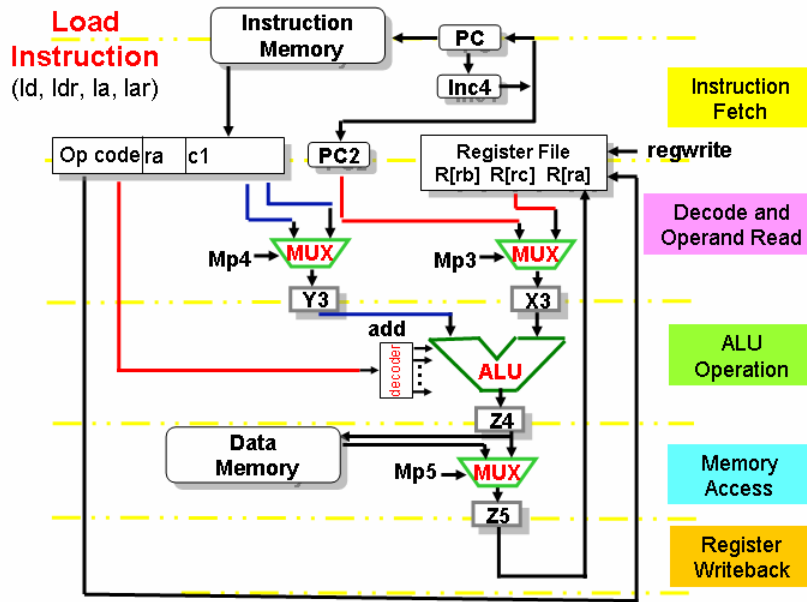 Load
Instruction
(ld, ldr, la, lar)
Instruction
Memory
PC
Inc4
Instruction
Fetch
Op code ra c1
PC2
Register File
R[rb] R[rc] R[ra]
regwrite
Decode and
Operand Read
Mp4
MUX
Mp3
MUX
Y3
X3
add
decoder
ALU
ALU
Operation
Z4
Data
Memory
Mp5
MUX
Memory
Access
Z5
Register
Writeback